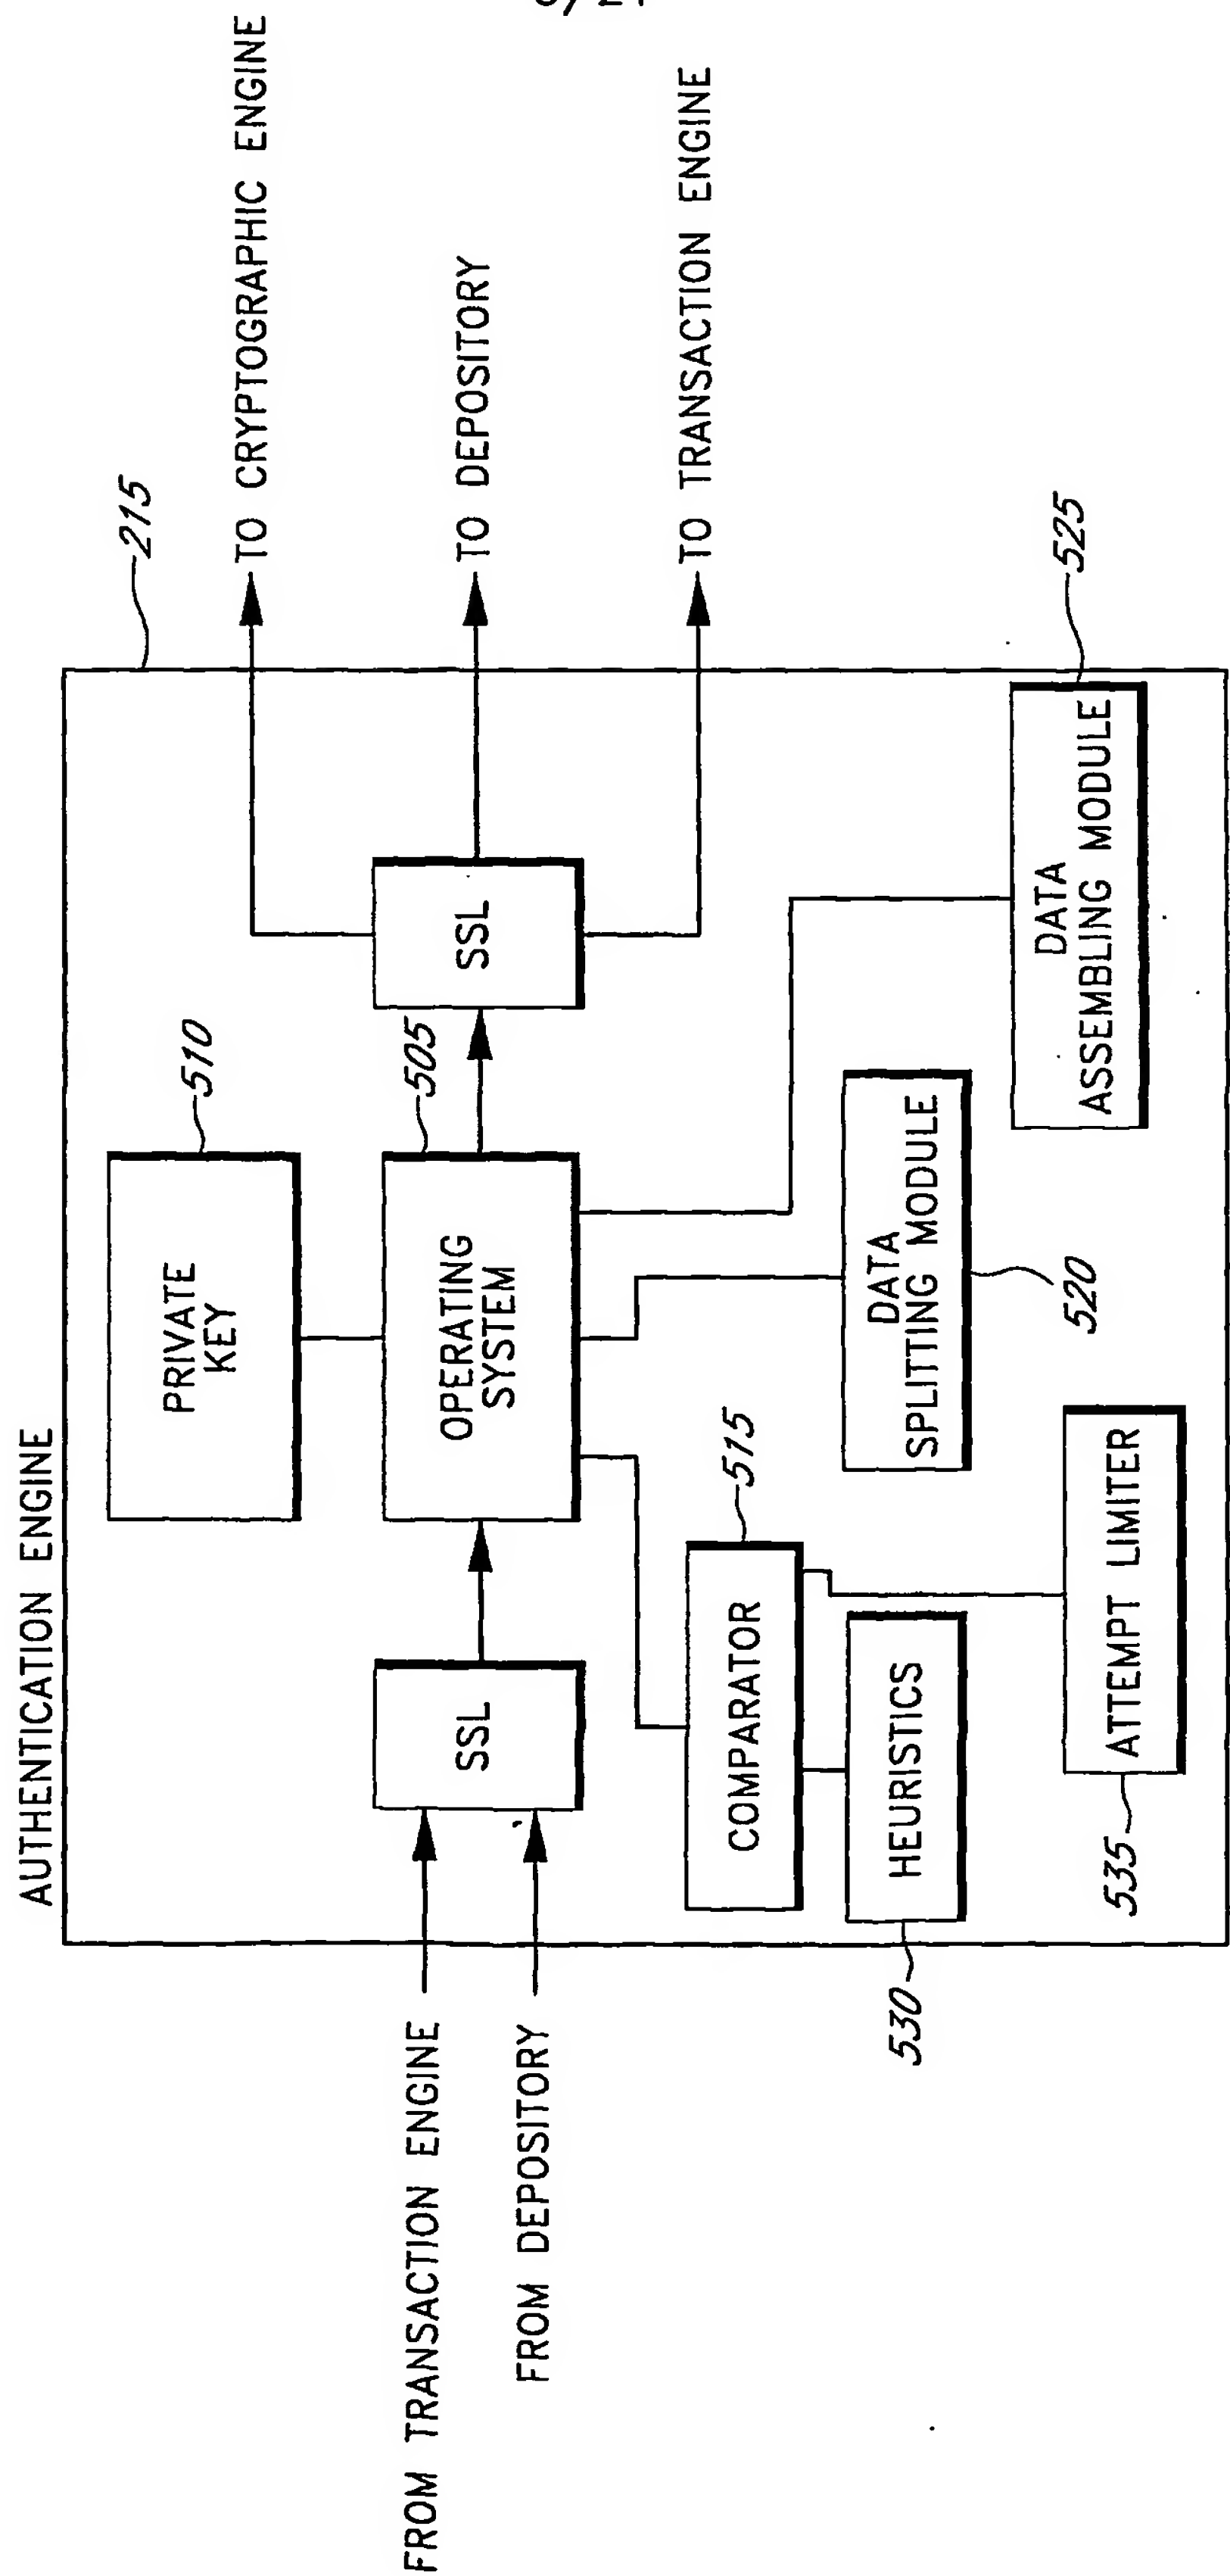 AUTHENTICATION ENGINE
215
PRIVATE
KEY
510
TO CRYPTOGRAPHIC ENGINE
FROM TRANSACTION ENGINE
FROM DEPOSITORY
SSL
OPERATING
SYSTEM
505
SSL
TO DEPOSITORY
TO TRANSACTION ENGINE
COMPARATOR
515
HEURISTICS
530
DATA
SPLITTING MODULE
520
DATA
ASSEMBLING MODULE
525
ATTEMPT LIMITER
535